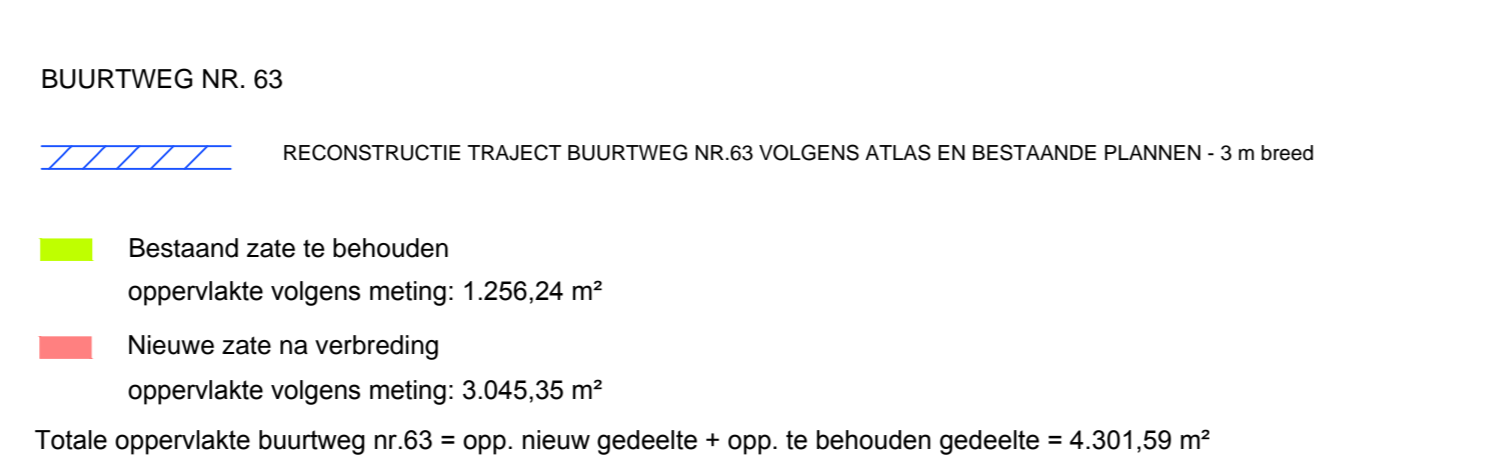 BUURTWEG NR. 63
RECONSTRUCTIE TRAJECT BUURTWEG NR.63 VOLGENS ATLAS EN BESTAANDE PLANNEN - 3 m breed
Bestaand zate te behouden
oppervlakte volgens meting: 1.256,24 m²
Nieuwe zate na verbreding
oppervlakte volgens meting: 3.045,35 m²
Totale oppervlakte buurtweg nr.63 = opp. nieuw gedeelte + opp. te behouden gedeelte = 4.301,59 m²